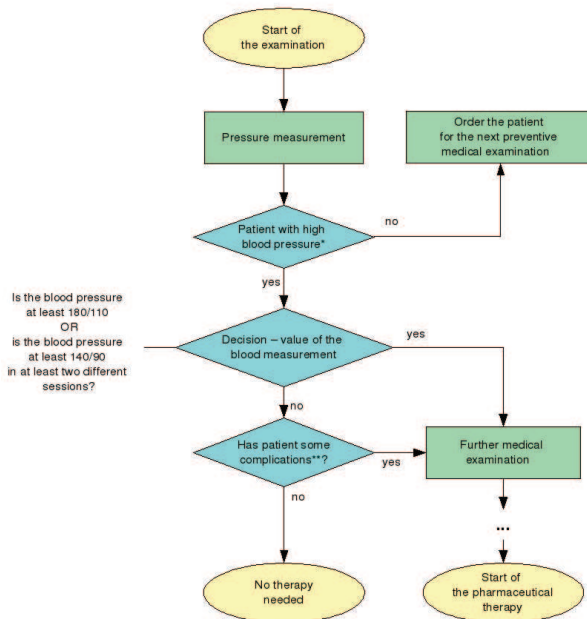 Start of
the examination
Pressure measurement
Order the patient
for the next preventive
medical examination
Patient with high
blood pressure*
no
yes
Is the blood pressure
at least 180/110
OR
is the blood pressure
at least 140/90
in at least two different
sessions?
Decision – value of the
blood measurement
yes
no
Has patient some
complications**?
yes
Further medical
examination
no
...
No therapy
needed
Start of
the pharmaceutical
therapy